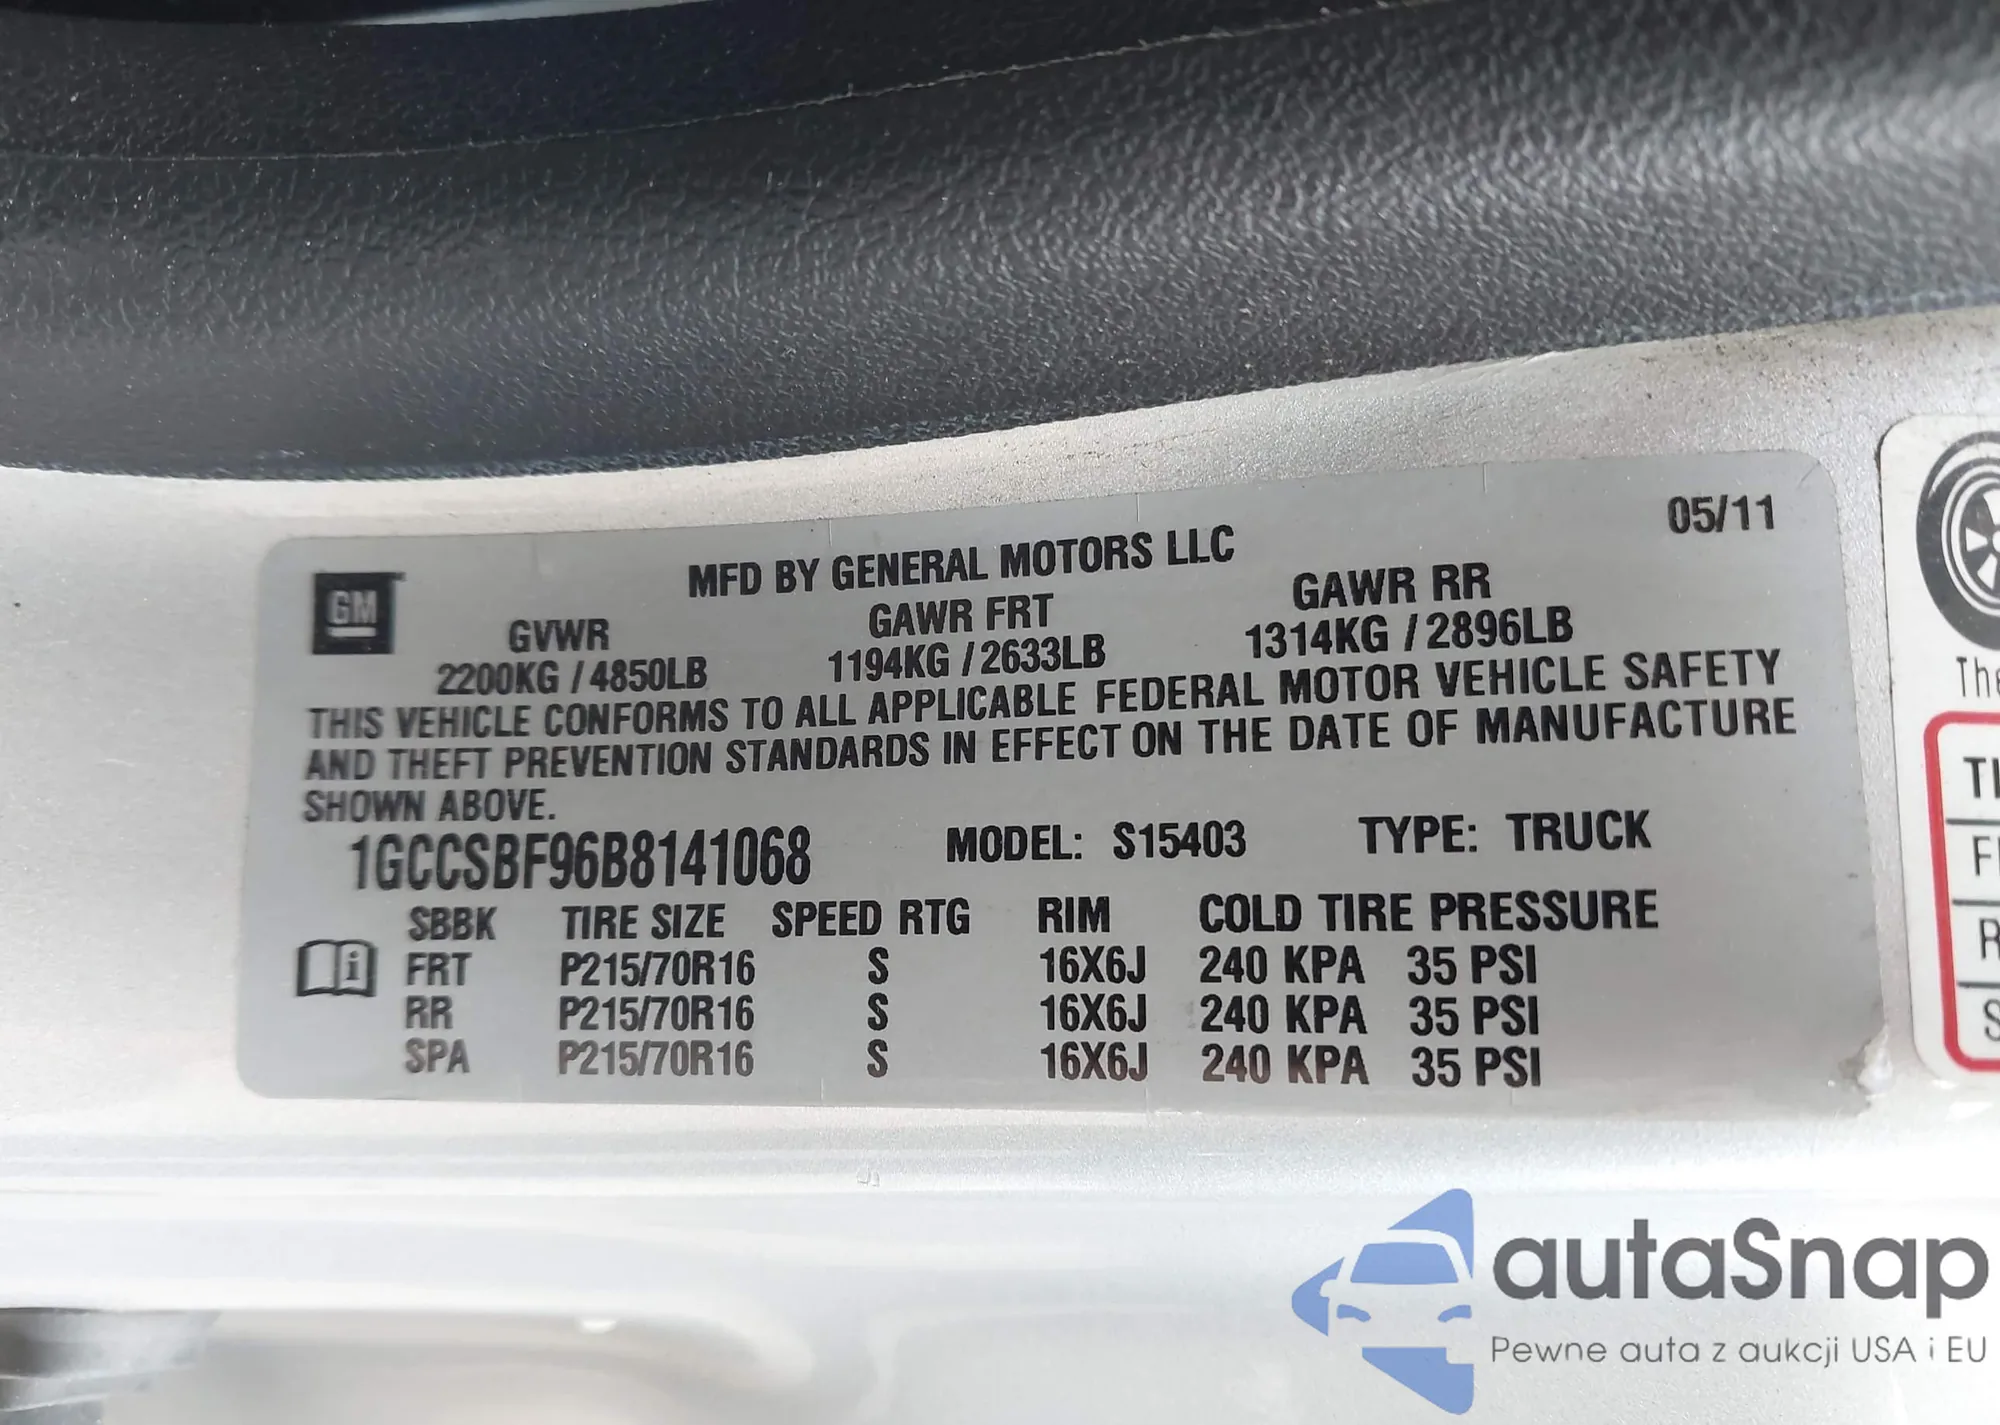 05/11
MFD BY GENERAL MOTORS LLC
GM
GVWR GAWR FRT GAWR RR
2200KG / 4850LB 1194KG / 2633LB 1314KG / 2896LB
THIS VEHICLE CONFORMS TO ALL APPLICABLE FEDERAL MOTOR VEHICLE SAFETY
AND THEFT PREVENTION STANDARDS IN EFFECT ON THE DATE OF MANUFACTURE
SHOWN ABOVE.
1GCCSBF96B8141068 MODEL: S15403 TYPE: TRUCK
SBBK TIRE SIZE SPEED RTG RIM COLD TIRE PRESSURE
FRT P215/70R16 S 16X6J 240 KPA 35 PSI
RR P215/70R16 S 16X6J 240 KPA 35 PSI
SPA P215/70R16 S 16X6J 240 KPA 35 PSI
autaSnap
Pewne auta z aukcji USA i EU